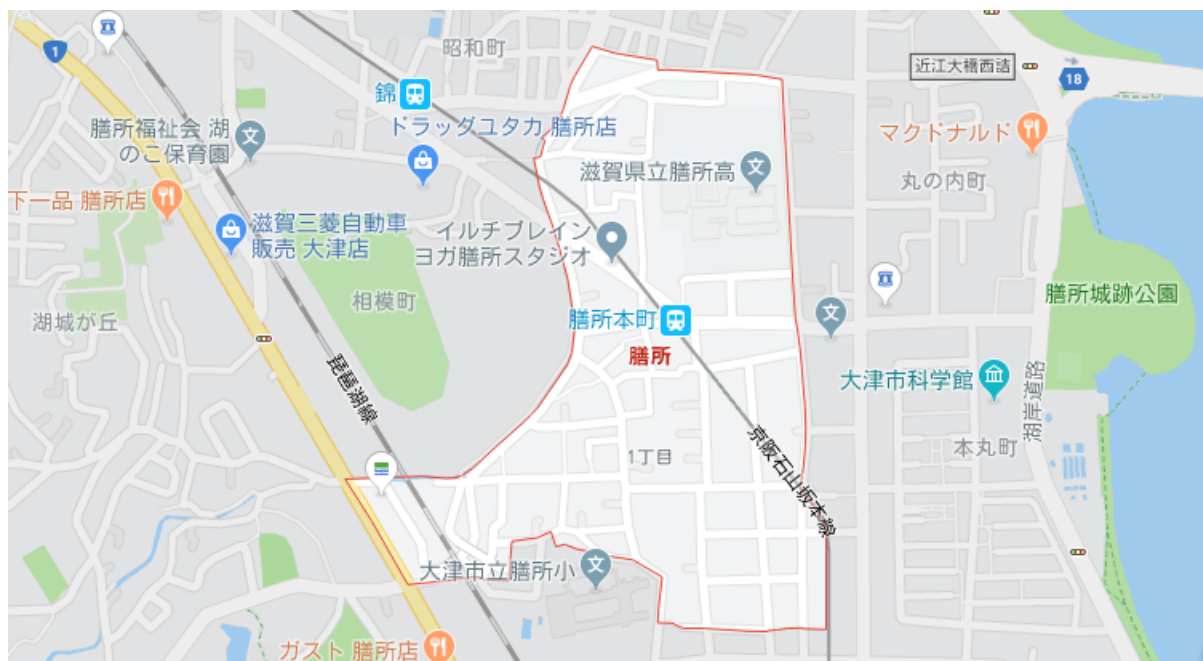 1
昭和町
近江大橋西詰
18
錦
ドラッグユタカ 膳所店
膳所福祉会 湖
のこ保育園
マクドナルド
滋賀県立膳所高
丸の内町
下一品 膳所店
滋賀三菱自動車
販売 大津店
イルチブレイン
ヨガ膳所スタジオ
相模町
膳所城跡公園
湖城が丘
膳所本町
膳所
琵琶湖線
大津市科学館
湖岸道路
1丁目
京阪石山坂本線
本丸町
大津市立膳所小
ガスト 膳所店